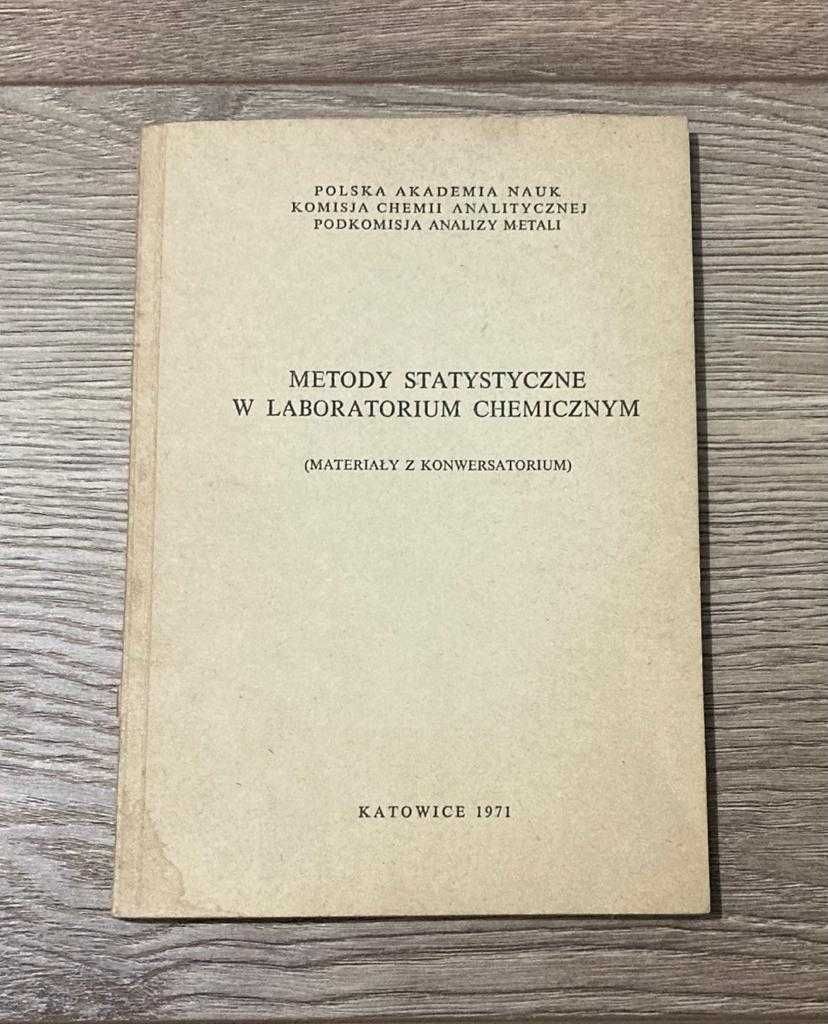 POLSKA AKADEMIA NAUK
KOMISJA CHEMII ANALITYCZNEJ
PODKOMISJA ANALIZY METALI
METODY STATYSTYCZNE
W LABORATORIUM CHEMICZNYM
(MATERIAŁY Z KONWERSATORIUM)
KATOWICE 1971